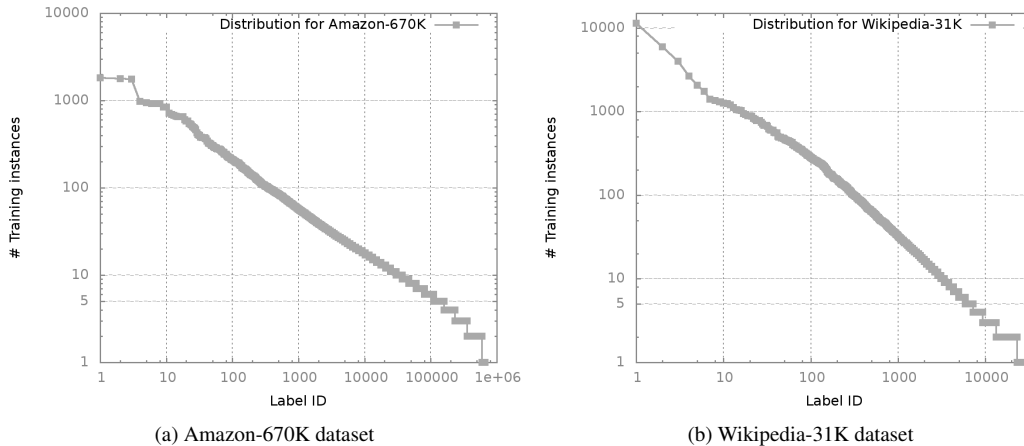 10000
1000
100
10
5
1
# Training instances
Distribution for Amazon-670K
1 10 100 1000 10000 100000 1e+06
Label ID
(a) Amazon-670K dataset
10000
1000
100
10
5
1
# Training instances
Distribution for Wikipedia-31K
1 10 100 1000 10000
Label ID
(b) Wikipedia-31K dataset